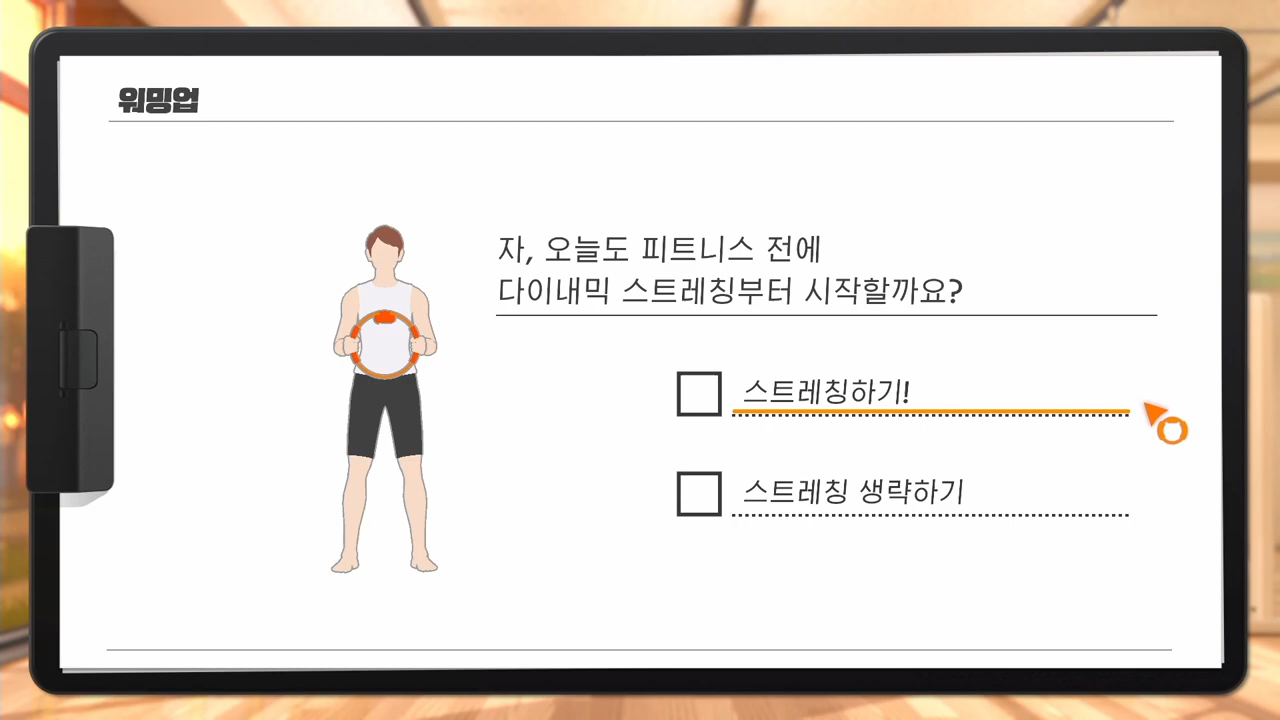 워밍업
자, 오늘도 피트니스 전에
다이내믹 스트레칭부터 시작할까요?
스트레칭하기!
스트레칭 생략하기